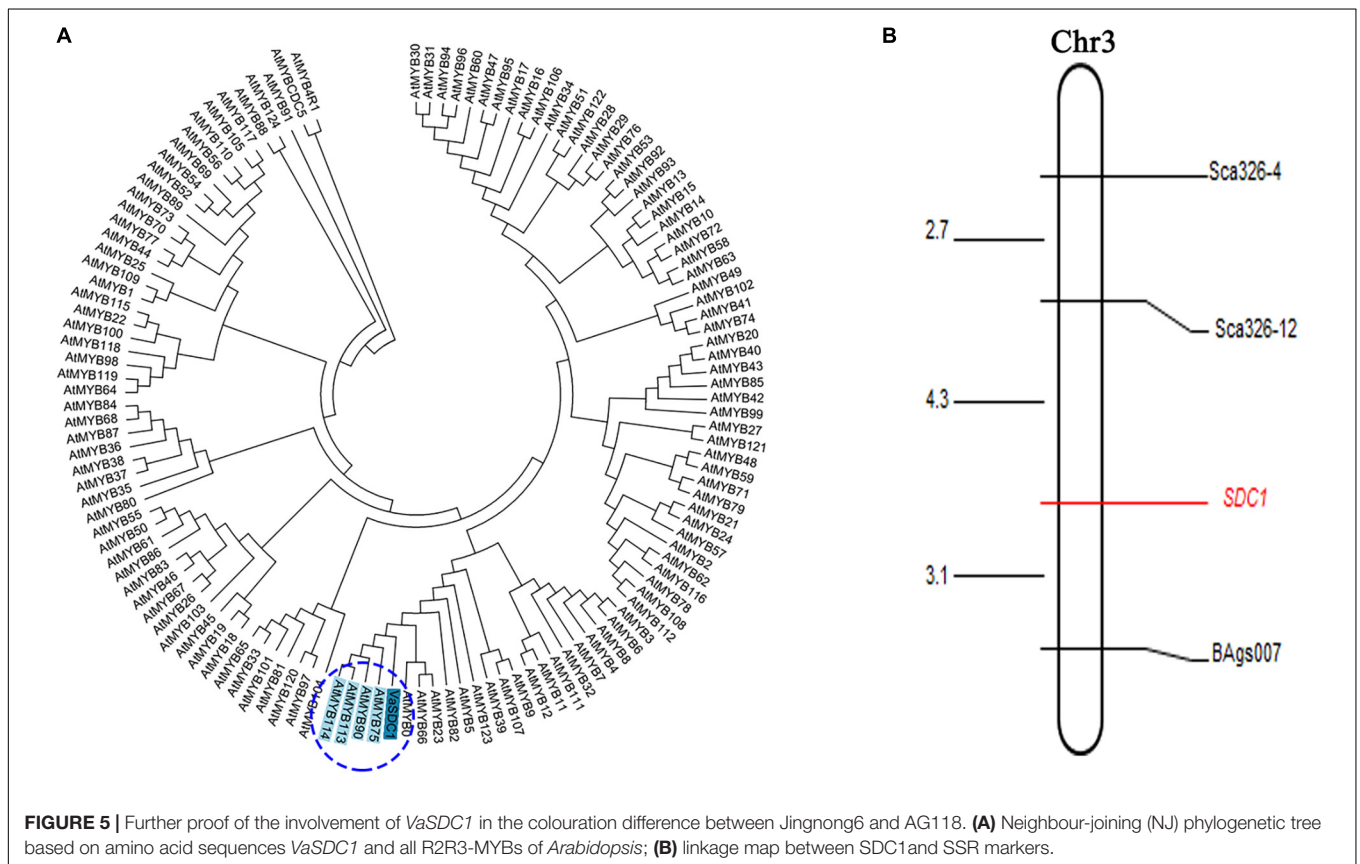 A
AtMYBCDC5
AtMYB4R1
AtMYB91
AtMYB124
AtMYB88
AtMYB117
AtMYB105
AtMYB110
AtMYB56
AtMYB69
AtMYB54
AtMYB52
AtMYB89
AtMYB73
AtMYB70
AtMYB77
AtMYB44
AtMYB25
AtMYB109
AtMYB1
AtMYB115
AtMYB22
AtMYB100
AtMYB118
AtMYB98
AtMYB119
AtMYB64
AtMYB84
AtMYB68
AtMYB87
AtMYB36
AtMYB38
AtMYB37
AtMYB35
AtMYB80
AtMYB55
AtMYB50
AtMYB61
AtMYB86
AtMYB83
AtMYB46
AtMYB67
AtMYB26
AtMYB103
AtMYB45
AtMYB19
AtMYB18
AtMYB65
AtMYB33
AtMYB101
AtMYB81
AtMYB120
AtMYB97
AtMYB104
AtMYB114
AtMYB113
AtMYB90
AtMYB75
VaSDC1
AtMYB0
AtMYB66
AtMYB23
AtMYB82
AtMYB5
AtMYB123
AtMYB39
AtMYB107
AtMYB9
AtMYB12
AtMYB11
AtMYB111
AtMYB32
AtMYB7
AtMYB4
AtMYB8
AtMYB6
AtMYB3
AtMYB112
AtMYB108
AtMYB78
AtMYB116
AtMYB62
AtMYB2
AtMYB57
AtMYB24
AtMYB21
AtMYB79
AtMYB71
AtMYB59
AtMYB48
AtMYB121
AtMYB27
AtMYB99
AtMYB42
AtMYB85
AtMYB43
AtMYB40
AtMYB20
AtMYB74
AtMYB41
AtMYB102
AtMYB49
AtMYB63
AtMYB58
AtMYB72
AtMYB10
AtMYB14
AtMYB15
AtMYB13
AtMYB93
AtMYB92
AtMYB53
AtMYB76
AtMYB29
AtMYB28
AtMYB122
AtMYB51
AtMYB34
AtMYB106
AtMYB16
AtMYB17
AtMYB95
AtMYB47
AtMYB60
AtMYB96
AtMYB94
AtMYB31
AtMYB30
B
Chr3
Sca326-4
2.7
Sca326-12
4.3
SDC1
3.1
BAgs007
FIGURE 5 | Further proof of the involvement of VaSDC1 in the colouration difference between Jingnong6 and AG118. (A) Neighbour-joining (NJ) phylogenetic tree
based on amino acid sequences VaSDC1 and all R2R3-MYBs of Arabidopsis; (B) linkage map between SDC1and SSR markers.